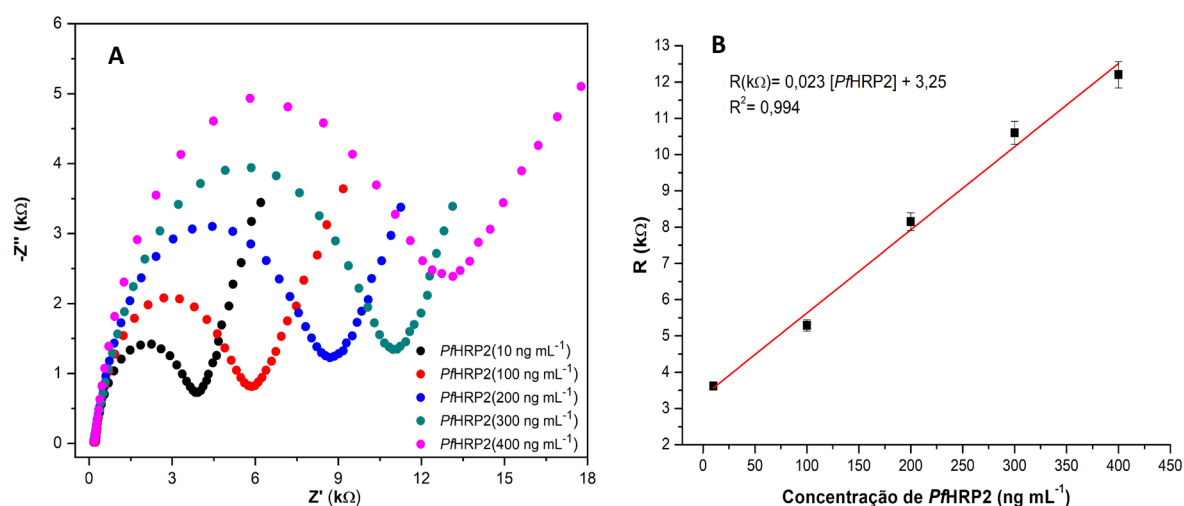 A
6
5
4
3
2
1
0
-Z'' (kΩ)
PfHRP2(10 ng mL⁻¹)
PfHRP2(100 ng mL⁻¹)
PfHRP2(200 ng mL⁻¹)
PfHRP2(300 ng mL⁻¹)
PfHRP2(400 ng mL⁻¹)
0 3 6 9 12 15 18
Z' (kΩ)
B
R(kΩ)= 0,023 [PfHRP2] + 3,25
R²= 0,994
13
12
11
10
9
8
7
6
5
4
3
2
R (kΩ)
0 50 100 150 200 250 300 350 400 450
Concentração de PfHRP2 (ng mL⁻¹)